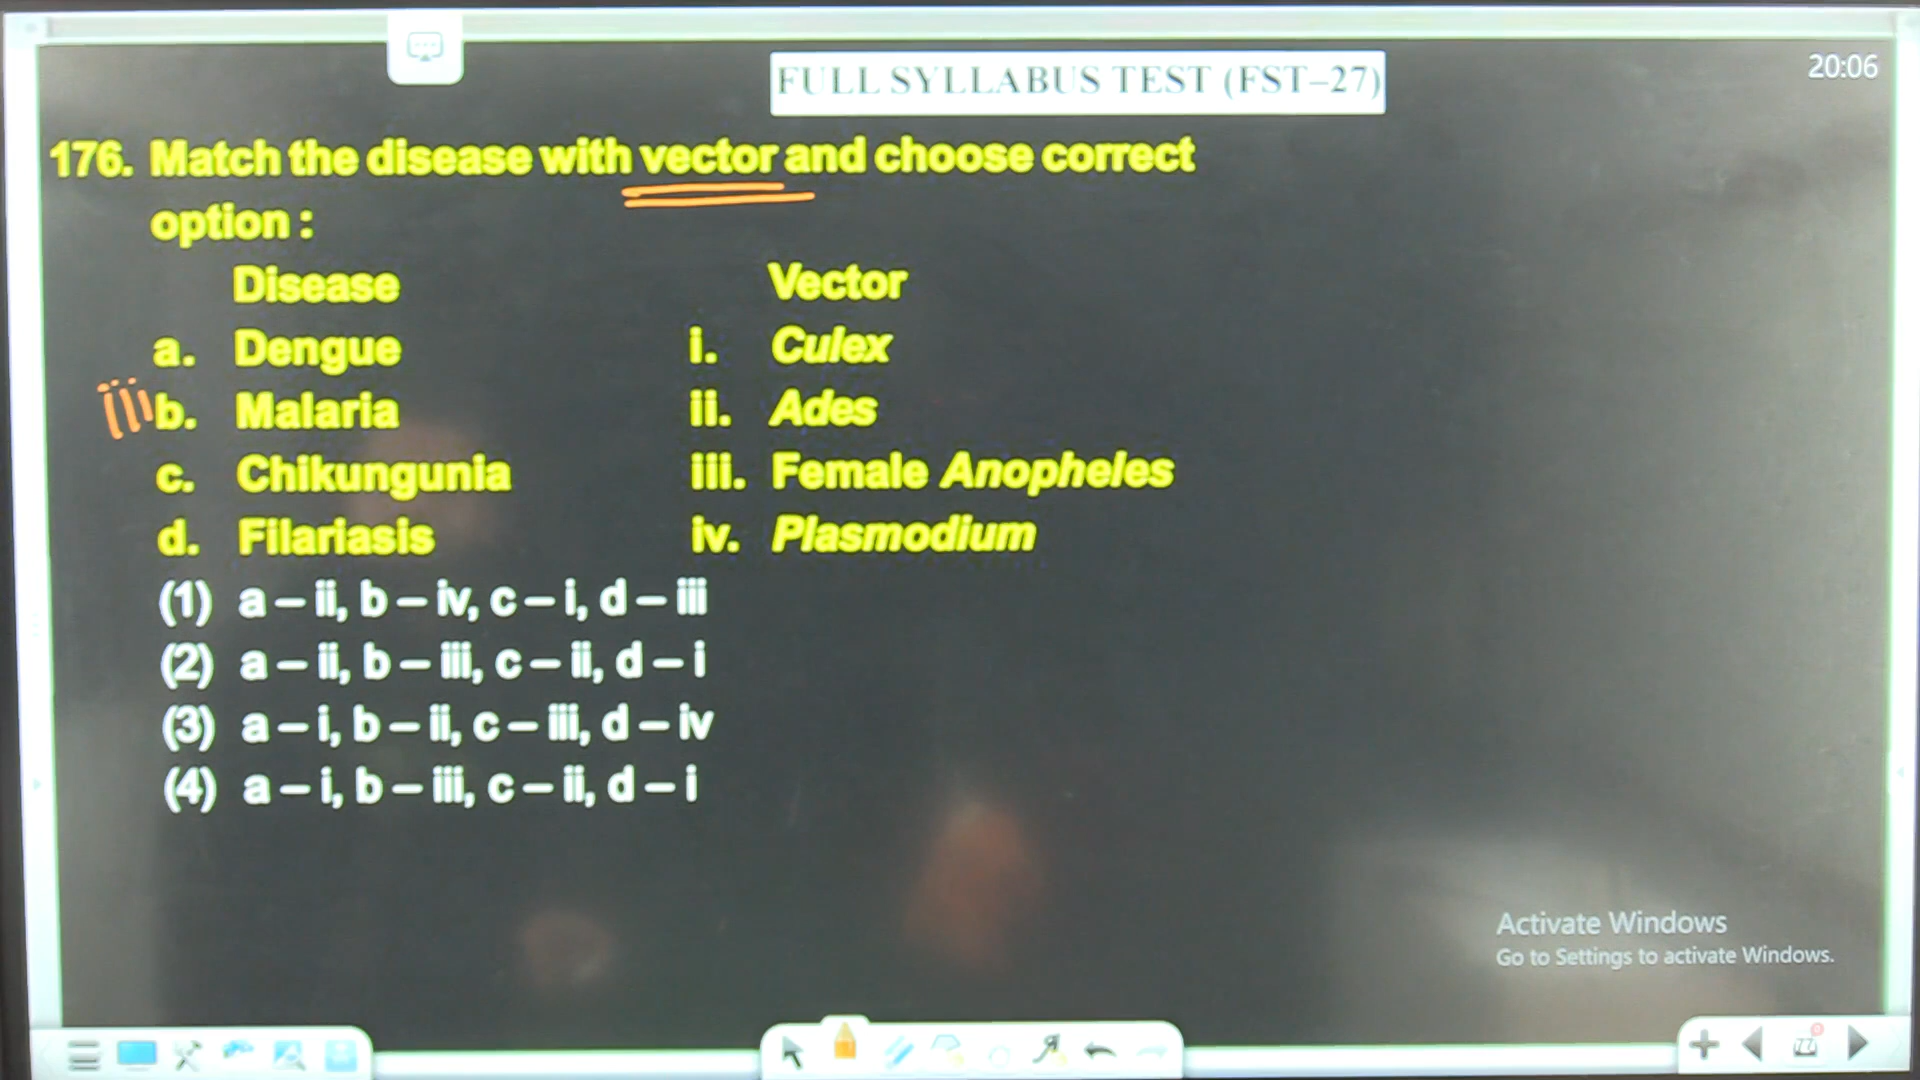 FULL SYLLABUS TEST (FST–27)
20:06
176. Match the disease with vector and choose correct
option :
Disease Vector
a. Dengue i. Culex
iii b. Malaria ii. Ades
c. Chikungunia iii. Female Anopheles
d. Filariasis iv. Plasmodium
(1) a – ii, b – iv, c – i, d – iii
(2) a – ii, b – iii, c – ii, d – i
(3) a – i, b – ii, c – iii, d – iv
(4) a – i, b – iii, c – ii, d – i
Activate Windows
Go to Settings to activate Windows.